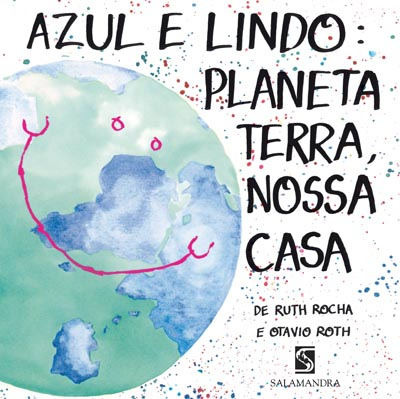 AZUL E LINDO:
PLANETA
TERRA,
NOSSA
CASA
DE RUTH ROCHA
E OTAVIO ROTH
SALAMANDRA